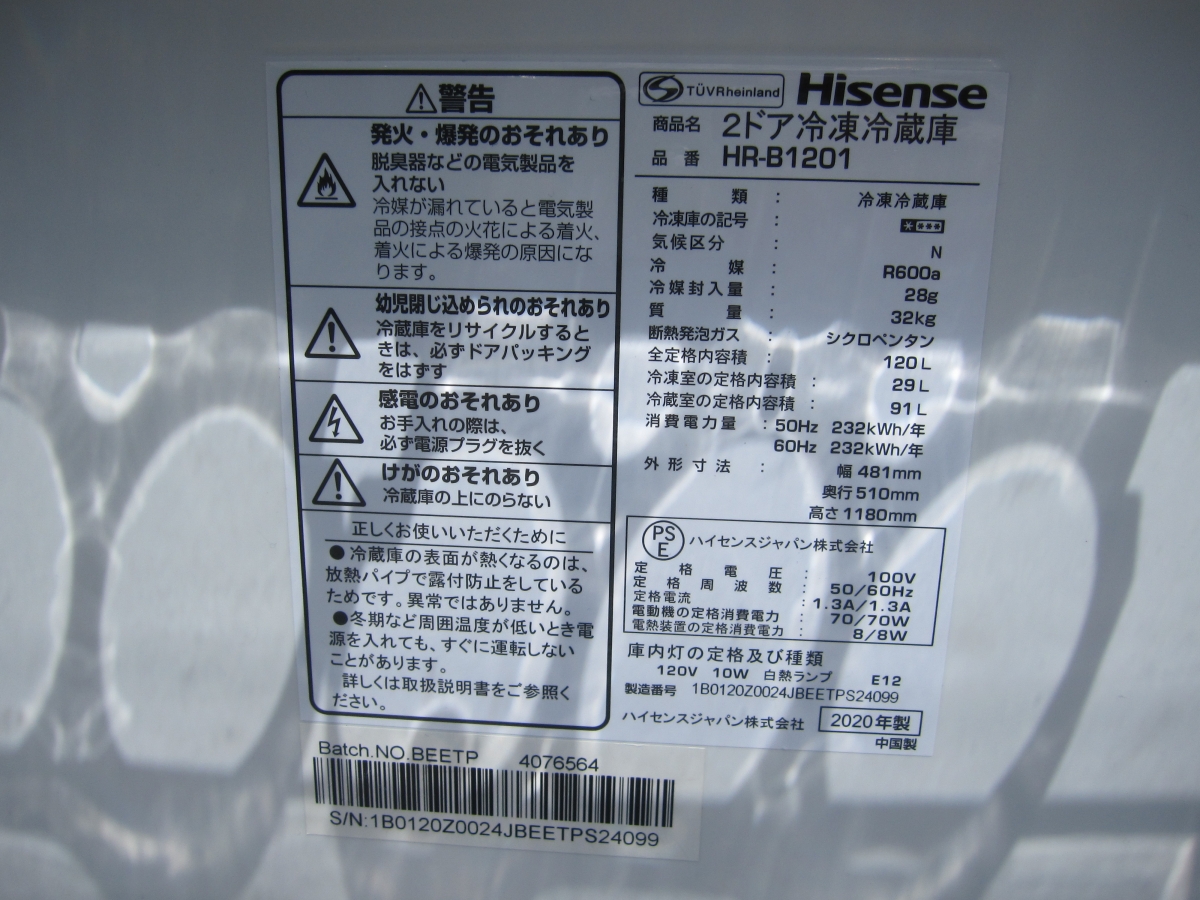 ⚠警告
発火・爆発のおそれあり
脱臭器などの電気製品を
入れない
冷媒が漏れていると電気製
品の接点の火花による着火、
着火による爆発の原因にな
ります。
幼児閉じ込められのおそれあり
冷蔵庫をリサイクルすると
きは、必ずドアパッキング
をはずす
感電のおそれあり
お手入れの際は、
必ず電源プラグを抜く
けがのおそれあり
冷蔵庫の上にのらない
正しくお使いいただくために
●冷蔵庫の表面が熱くなるのは、
放熱パイプで露付防止をしている
ためです。異常ではありません。
●冬期など周囲温度が低いとき電
源を入れても、すぐに運転しない
ことがあります。
詳しくは取扱説明書をご参照く
ださい。
TÜVRheinland Hisense
商品名 2ドア冷凍冷蔵庫
品番 HR-B1201
種類 : 冷凍冷蔵庫
冷凍庫の記号 : ****
気候区分 : N
冷媒 : R600a
冷媒封入量 : 28g
質量 : 32kg
断熱発泡ガス : シクロペンタン
全定格内容積 : 120L
冷凍室の定格内容積 : 29L
冷蔵室の定格内容積 : 91L
消費電力量 : 50Hz 232kWh/年
60Hz 232kWh/年
外形寸法 : 幅 481mm
奥行 510mm
高さ 1180mm
PSE ハイセンスジャパン株式会社
定格電圧 : 100V
定格周波数 : 50/60Hz
定格電流 : 1.3A/1.3A
電動機の定格消費電力 : 70/70W
電熱装置の定格消費電力 : 8/8W
庫内灯の定格及び種類
120V 10W 白熱ランプ E12
製造番号 1B0120Z0024JBEETPS24099
ハイセンスジャパン株式会社 2020年製
中国製
Batch.NO.BEETP 4076564
S/N:1B0120Z0024JBEETPS24099